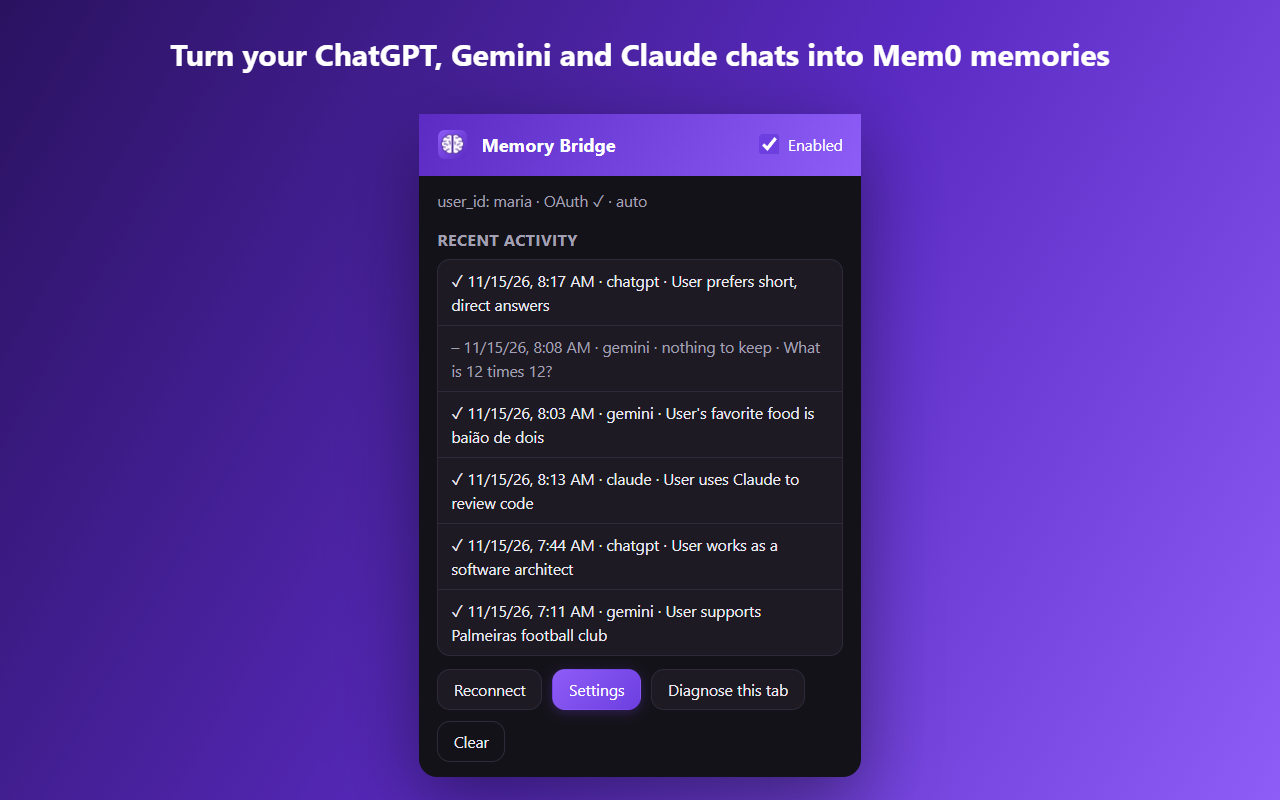 Turn your ChatGPT, Gemini and Claude chats into Mem0 memories
Memory Bridge
Enabled
user_id: maria · OAuth ✓ · auto
RECENT ACTIVITY
✓ 11/15/26, 8:17 AM · chatgpt · User prefers short,
direct answers
– 11/15/26, 8:08 AM · gemini · nothing to keep · What
is 12 times 12?
✓ 11/15/26, 8:03 AM · gemini · User's favorite food is
baião de dois
✓ 11/15/26, 8:13 AM · claude · User uses Claude to
review code
✓ 11/15/26, 7:44 AM · chatgpt · User works as a
software architect
✓ 11/15/26, 7:11 AM · gemini · User supports
Palmeiras football club
Reconnect
Settings
Diagnose this tab
Clear